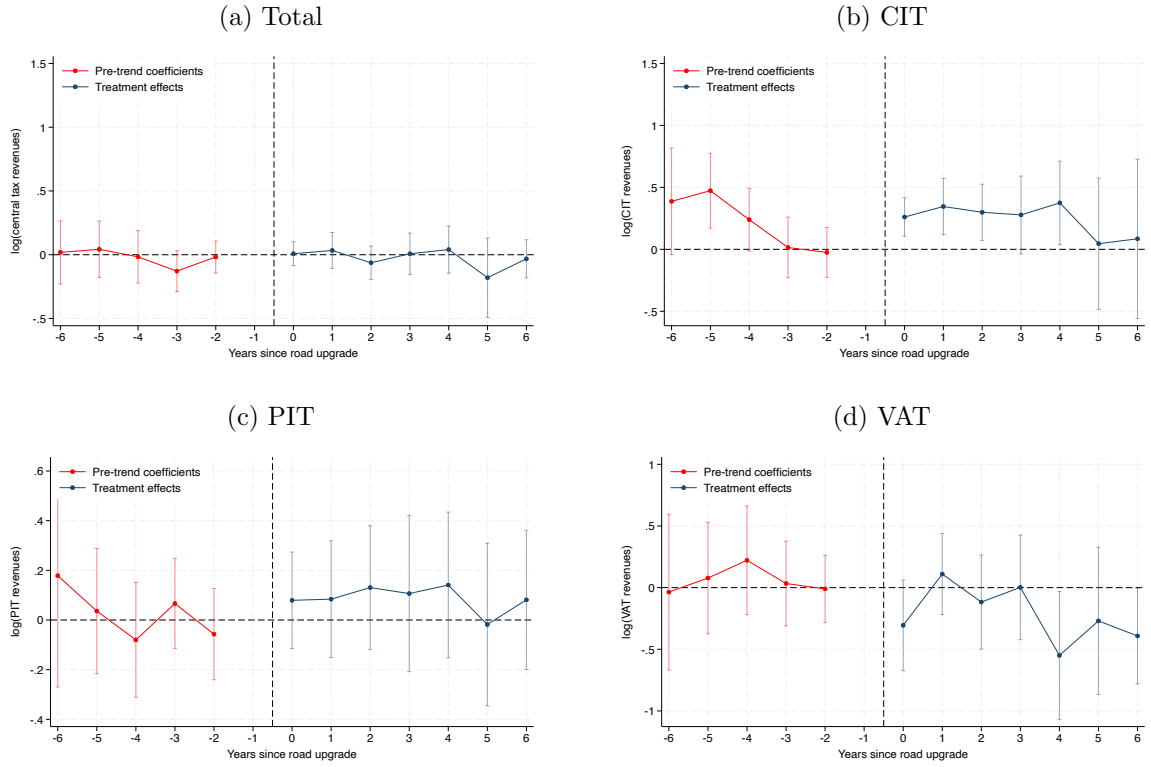 (a) Total
1.5
1
.5
0
-.5
log(central tax revenues)
Pre-trend coefficients
Treatment effects
-6 -5 -4 -3 -2 -1 0 1 2 3 4 5 6
Years since road upgrade
(b) CIT
1.5
1
.5
0
-.5
log(CIT revenues)
Pre-trend coefficients
Treatment effects
-6 -5 -4 -3 -2 -1 0 1 2 3 4 5 6
Years since road upgrade
(c) PIT
.6
.4
.2
0
-.2
-.4
log(PIT revenues)
Pre-trend coefficients
Treatment effects
-6 -5 -4 -3 -2 -1 0 1 2 3 4 5 6
Years since road upgrade
(d) VAT
1
.5
0
-.5
-1
log(VAT revenues)
Pre-trend coefficients
Treatment effects
-6 -5 -4 -3 -2 -1 0 1 2 3 4 5 6
Years since road upgrade